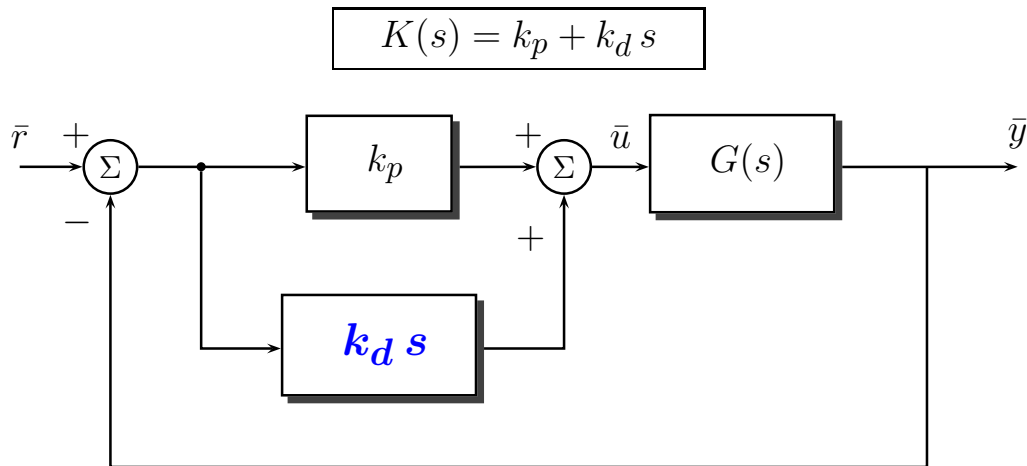 K(s) = k_p + k_d s
r̄ + Σ k_p + Σ ū G(s) ȳ
− +
k_d s